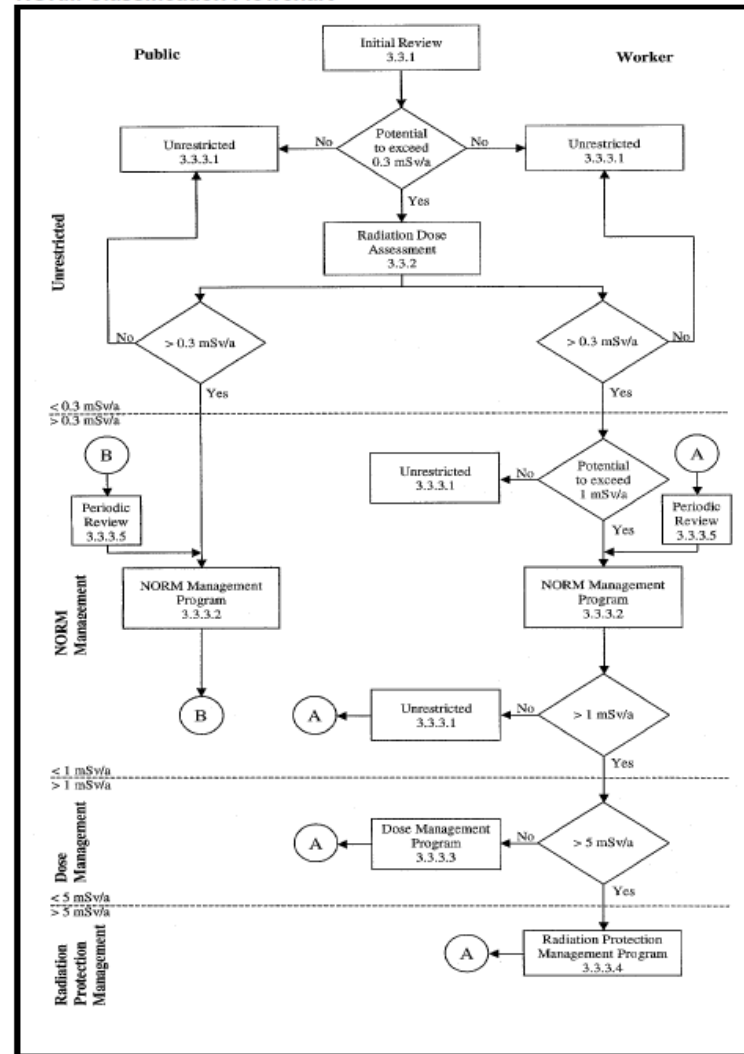 Public
Initial Review
3.3.1
Worker
Unrestricted
3.3.3.1
No
Potential
to exceed
0.3 mSv/a
No
Unrestricted
3.3.3.1
Yes
Radiation Dose
Assessment
3.3.2
Unrestricted
No
> 0.3 mSv/a
> 0.3 mSv/a
No
Yes
Yes
< 0.3 mSv/a
> 0.3 mSv/a
B
Periodic
Review
3.3.3.5
Unrestricted
3.3.3.1
No
Potential
to exceed
1 mSv/a
A
Periodic
Review
3.3.3.5
Yes
NORM
Management
NORM Management
Program
3.3.3.2
NORM Management
Program
3.3.3.2
B
A
Unrestricted
3.3.3.1
No
> 1 mSv/a
Yes
< 1 mSv/a
> 1 mSv/a
Dose
Management
A
Dose Management
Program
3.3.3.3
No
> 5 mSv/a
Yes
< 5 mSv/a
> 5 mSv/a
Radiation
Protection
Management
A
Radiation Protection
Management Program
3.3.3.4